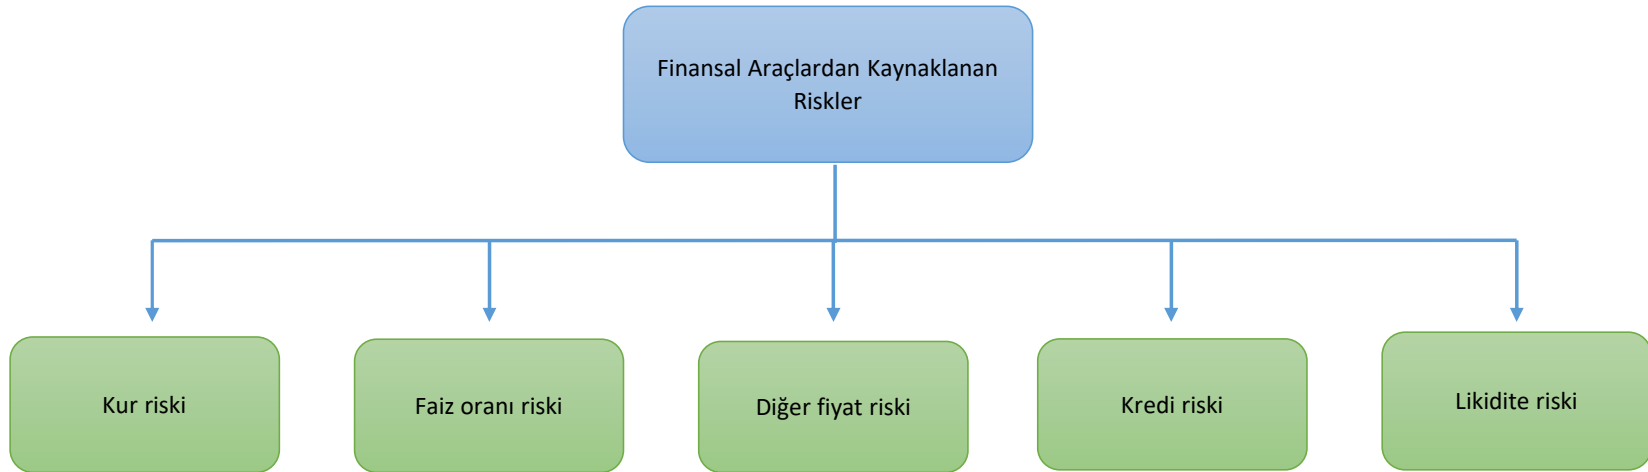 Finansal Araçlardan Kaynaklanan
Riskler
Kur riski
Faiz oranı riski
Diğer fiyat riski
Kredi riski
Likidite riski